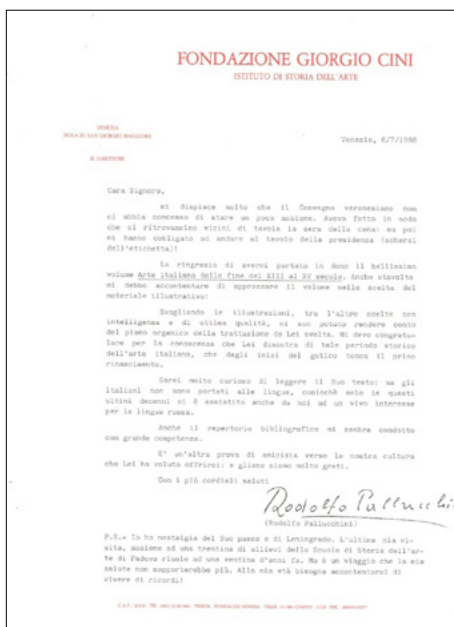 FONDAZIONE GIORGIO CINI
ISTITUTO DI STORIA DELL'ARTE
VENEZIA
ISOLA DI SAN GIORGIO MAGGIORE
IL DIRETTORE
Venezia, 6/7/1988
Cara Signora,
mi dispiace molto che il Convegno veronesiano non
ci abbia concesso di stare un poco assieme. Avevo fatto in modo
che ci ritrovassimo vicini di tavola la sera della cena: ma poi
mi hanno obbligato ad andare al tavolo della presidenza (scherzi
dell'etichetta)!
La ringrazio di avermi portato in dono il bellissimo
volume Arte italiana della fine del XIII al XV secolo. Anche stavolta
mi debbo accontentare di apprezzare il volume nella scelta del
materiale illustrativo!
Svogliando le illustrazioni, tra l'altro scelte con
intelligenza e di ottima qualità, mi son potuto rendere conto
del piano organico della trattazione da Lei svolta. Mi devo congratu-
lare per la conoscenza che Lei dimostra di tale periodo storico
dell'arte italiana, che dagli inizi del gotico tocca il primo
rinascimento.
Sarei molto curioso di leggere il Suo testo: ma gli
italiani non sono portati alle lingue, comunque solo in questi
ultimi decenni ci è assistito anche da noi ad un vivo interesse
per la lingua russa.
Anche il repertorio bibliografico mi sembra condotto
con grande competenza.
E' un'altra prova di amicizia verso la nostra cultura
che Lei ha voluto offrirci: e gliene siamo molto grati.
Con i più cordiali saluti
Rodolfo Pallucchini
(Rodolfo Pallucchini)
P.S.= Io ho nostalgia del Suo paese e di Leningrado. L'ultima mia vi-
sita, assieme ad una trentina di allievi della Scuola di Storia dell'ar-
te di Padova risale ad una ventina d'anni fa. Ma è un viaggio che la mia
salute non sopporterebbe più. Alla mia età bisogna accontentarsi di
vivere di ricordi!